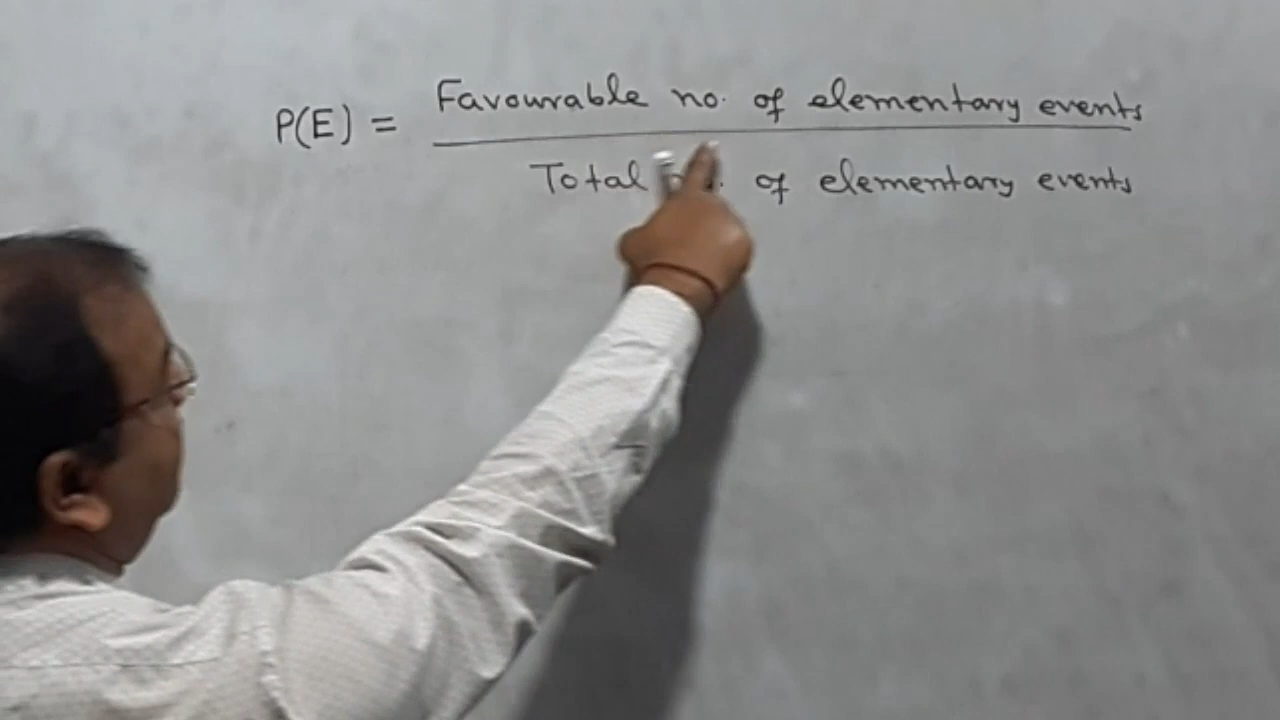 P(E) = Favourable no. of elementary events
Total of elementary events